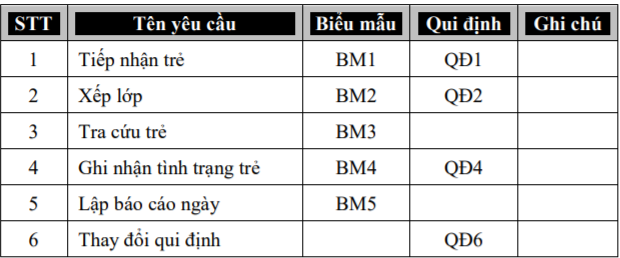 STT Tên yêu cầu Biểu mẫu Qui định Ghi chú
1 Tiếp nhận trẻ BM1 QĐ1
2 Xếp lớp BM2 QĐ2
3 Tra cứu trẻ BM3
4 Ghi nhận tình trạng trẻ BM4 QĐ4
5 Lập báo cáo ngày BM5
6 Thay đổi qui định QĐ6